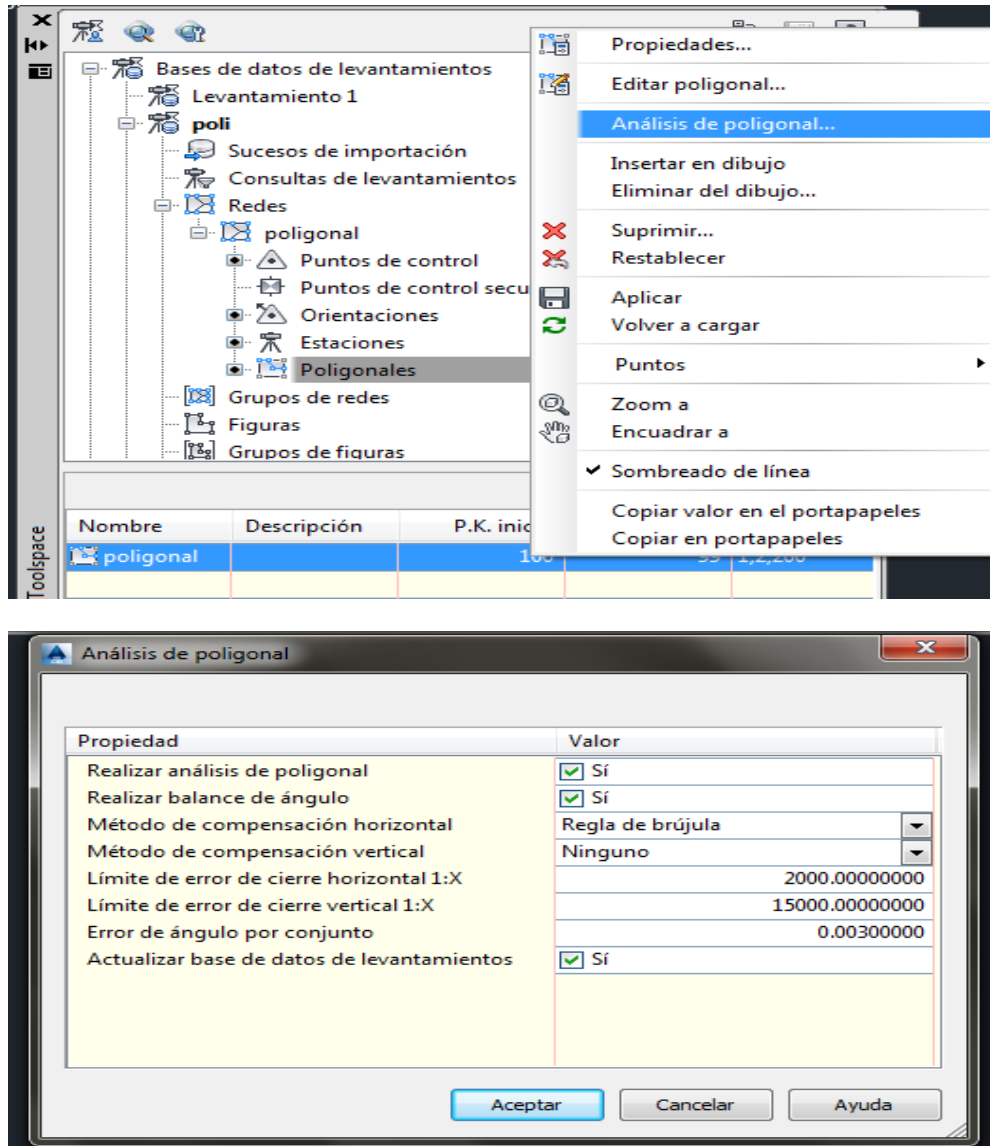 Bases de datos de levantamientos
Levantamiento 1
poli
Sucesos de importación
Consultas de levantamientos
Redes
poligonal
Puntos de control
Puntos de control secu
Orientaciones
Estaciones
Poligonales
Grupos de redes
Figuras
Grupos de figuras
Propiedades...
Editar poligonal...
Análisis de poligonal...
Insertar en dibujo
Eliminar del dibujo...
Suprimir...
Restablecer
Aplicar
Volver a cargar
Puntos
Zoom a
Encuadrar a
Sombreado de línea
Copiar valor en el portapapeles
Copiar en portapapeles
Nombre Descripción P.K. inic
poligonal
Toolspace
Análisis de poligonal
Propiedad Valor
Realizar análisis de poligonal Sí
Realizar balance de ángulo Sí
Método de compensación horizontal Regla de brújula
Método de compensación vertical Ninguno
Límite de error de cierre horizontal 1:X 2000.00000000
Límite de error de cierre vertical 1:X 15000.00000000
Error de ángulo por conjunto 0.00300000
Actualizar base de datos de levantamientos Sí
Aceptar Cancelar Ayuda